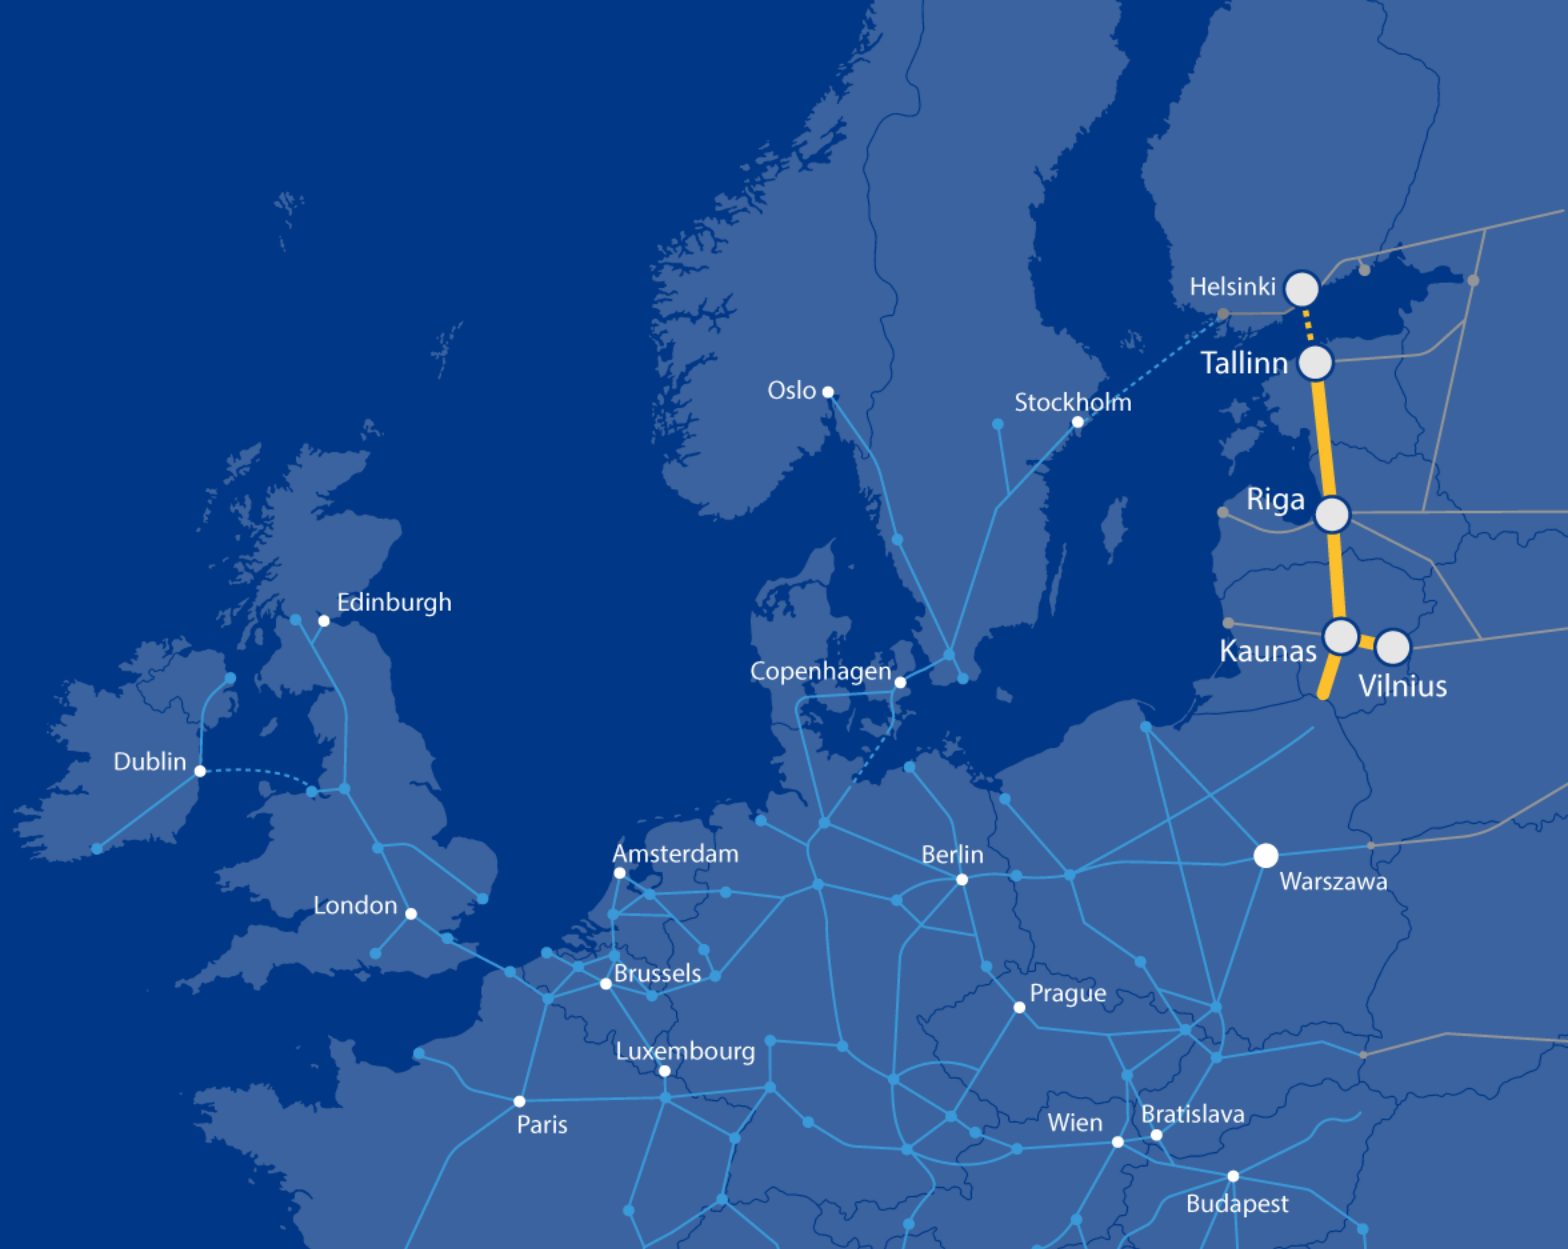 Helsinki
Tallinn
Oslo
Stockholm
Riga
Edinburgh
Kaunas
Copenhagen
Vilnius
Dublin
Amsterdam
Berlin
Warszawa
London
Brussels
Prague
Luxembourg
Bratislava
Wien
Paris
Budapest